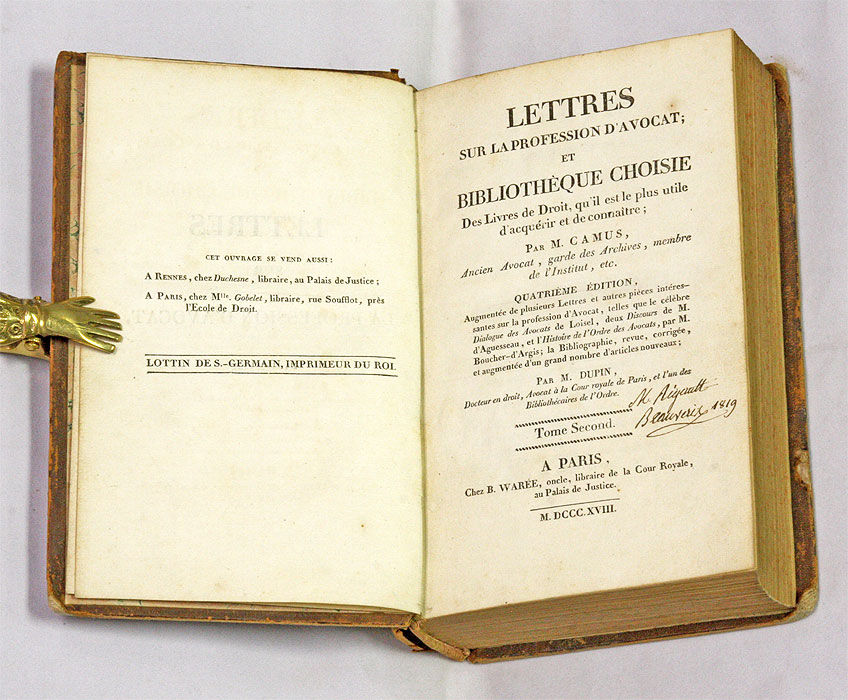 CET OUVRAGE SE VEND AUSSI :
A RENNES, chez Duchesne, libraire, au Palais de Justice;
A PARIS, chez Mlle. Gobelet, libraire, rue Soufflot, près
l'Ecole de Droit.
LOTTIN DE S.-GERMAIN, IMPRIMEUR DU ROI.
LETTRES
SUR LA PROFESSION D'AVOCAT;
ET
BIBLIOTHÈQUE CHOISIE
Des Livres de Droit, qu'il est le plus utile
d'acquérir et de connaître;
PAR M. CAMUS,
Ancien Avocat, garde des Archives, membre
de l'Institut, etc.
QUATRIÈME ÉDITION,
Augmentée de plusieurs Lettres et autres pièces intéres-
santes sur la profession d'Avocat, telles que le célèbre
Dialogue des Avocats de Loisel, deux Discours de M.
d'Aguesseau, et l'Histoire de l'Ordre des Avocats, par M.
Boucher-d'Argis; la Bibliographie, revue, corrigée,
et augmentée d'un grand nombre d'articles nouveaux;
PAR M. DUPIN,
Docteur en droit, Avocat à la Cour royale de Paris, et l'un des
Bibliothécaires de l'Ordre.
1819
Tome Second.
A PARIS,
Chez B. WARÉE, oncle, libraire de la Cour Royale,
au Palais de Justice.
M. DCCC. XVIII.